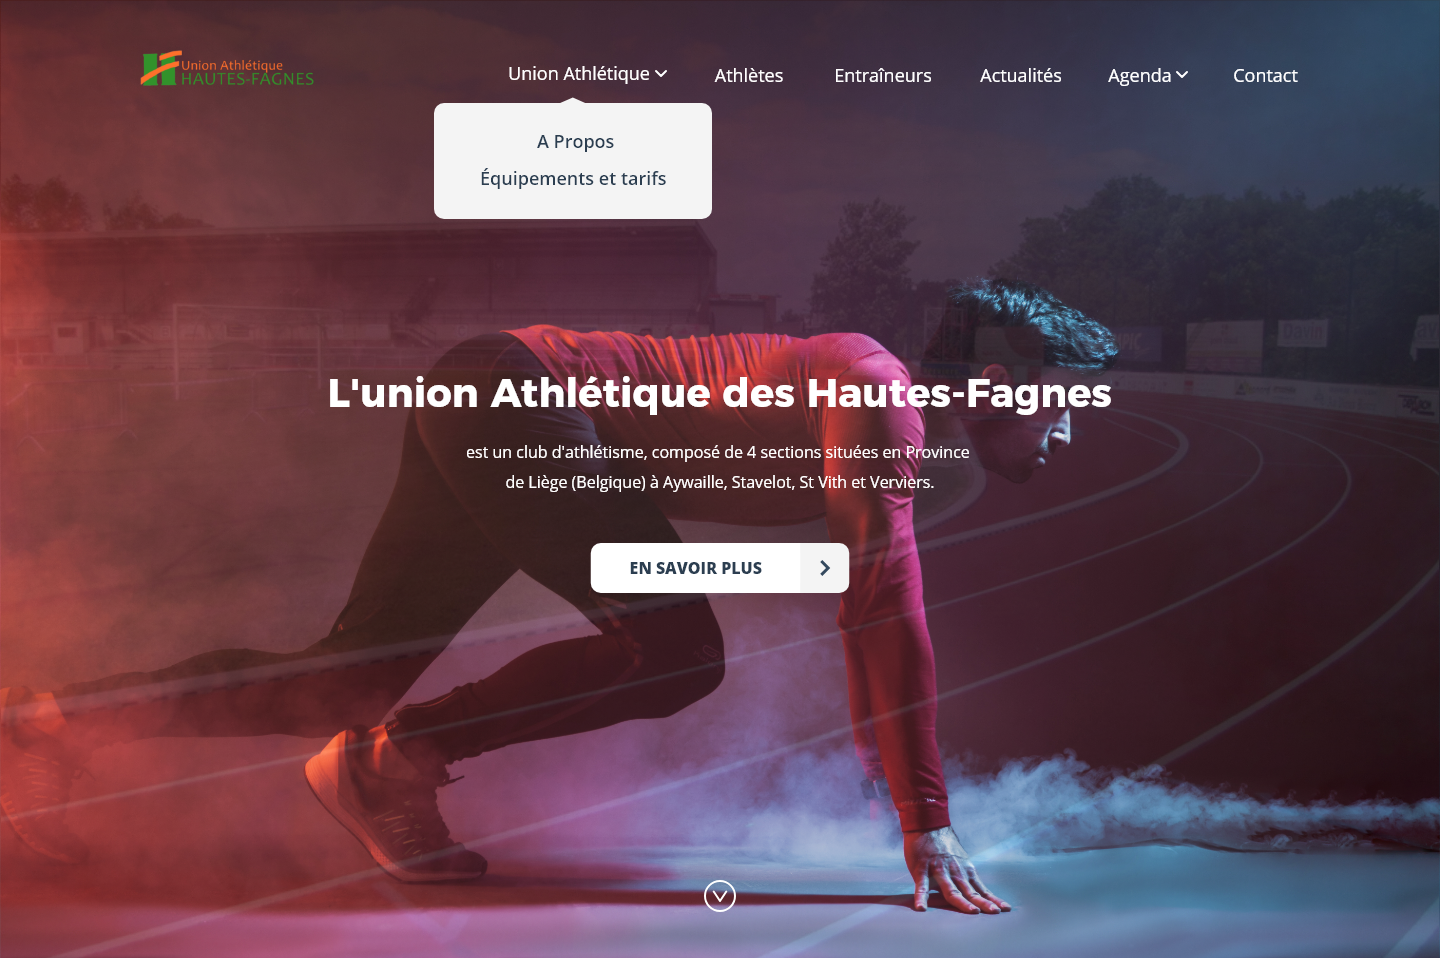 Union Athlétique
HAUTES-FAGNES
Union Athlétique
Athlètes
Entraîneurs
Actualités
Agenda
Contact
A Propos
Équipements et tarifs
Davin
L'union Athlétique des Hautes-Fagnes
est un club d'athlétisme, composé de 4 sections situées en Province
de Liège (Belgique) à Aywaille, Stavelot, St Vith et Verviers.
EN SAVOIR PLUS